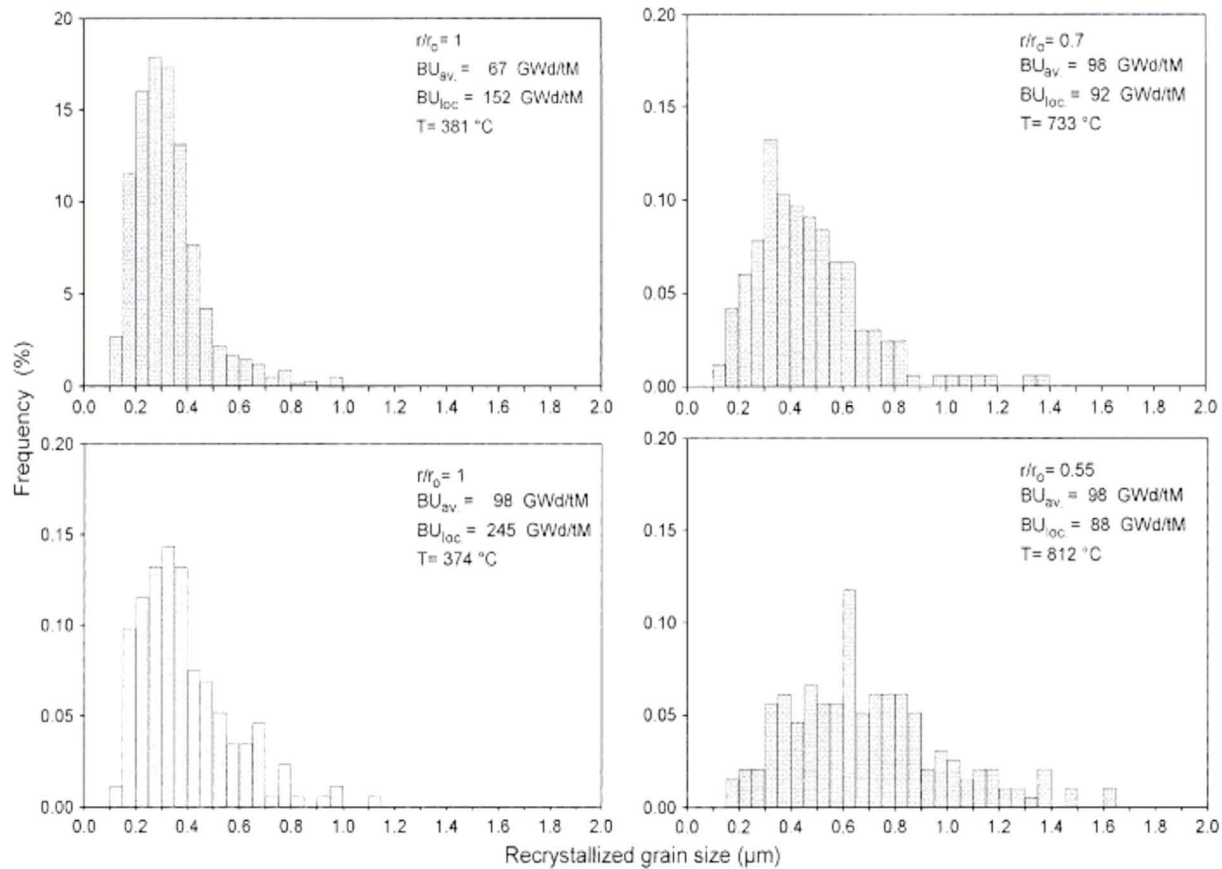 20
15
10
5
0
0.0 0.2 0.4 0.6 0.8 1.0 1.2 1.4 1.6 1.8 2.0
r/ro= 1
BUav. = 67 GWd/tM
BUloc. = 152 GWd/tM
T= 381 °C
0.20
0.15
0.10
0.05
0.00
0.0 0.2 0.4 0.6 0.8 1.0 1.2 1.4 1.6 1.8 2.0
r/ro= 0.7
BUav. = 98 GWd/tM
BUloc. = 92 GWd/tM
T= 733 °C
Frequency (%)
0.20
0.15
0.10
0.05
0.00
0.0 0.2 0.4 0.6 0.8 1.0 1.2 1.4 1.6 1.8 2.0
r/ro= 1
BUav. = 98 GWd/tM
BUloc. = 245 GWd/tM
T= 374 °C
0.20
0.15
0.10
0.05
0.00
0.0 0.2 0.4 0.6 0.8 1.0 1.2 1.4 1.6 1.8 2.0
r/ro= 0.55
BUav. = 98 GWd/tM
BUloc. = 88 GWd/tM
T= 812 °C
Recrystallized grain size (µm)